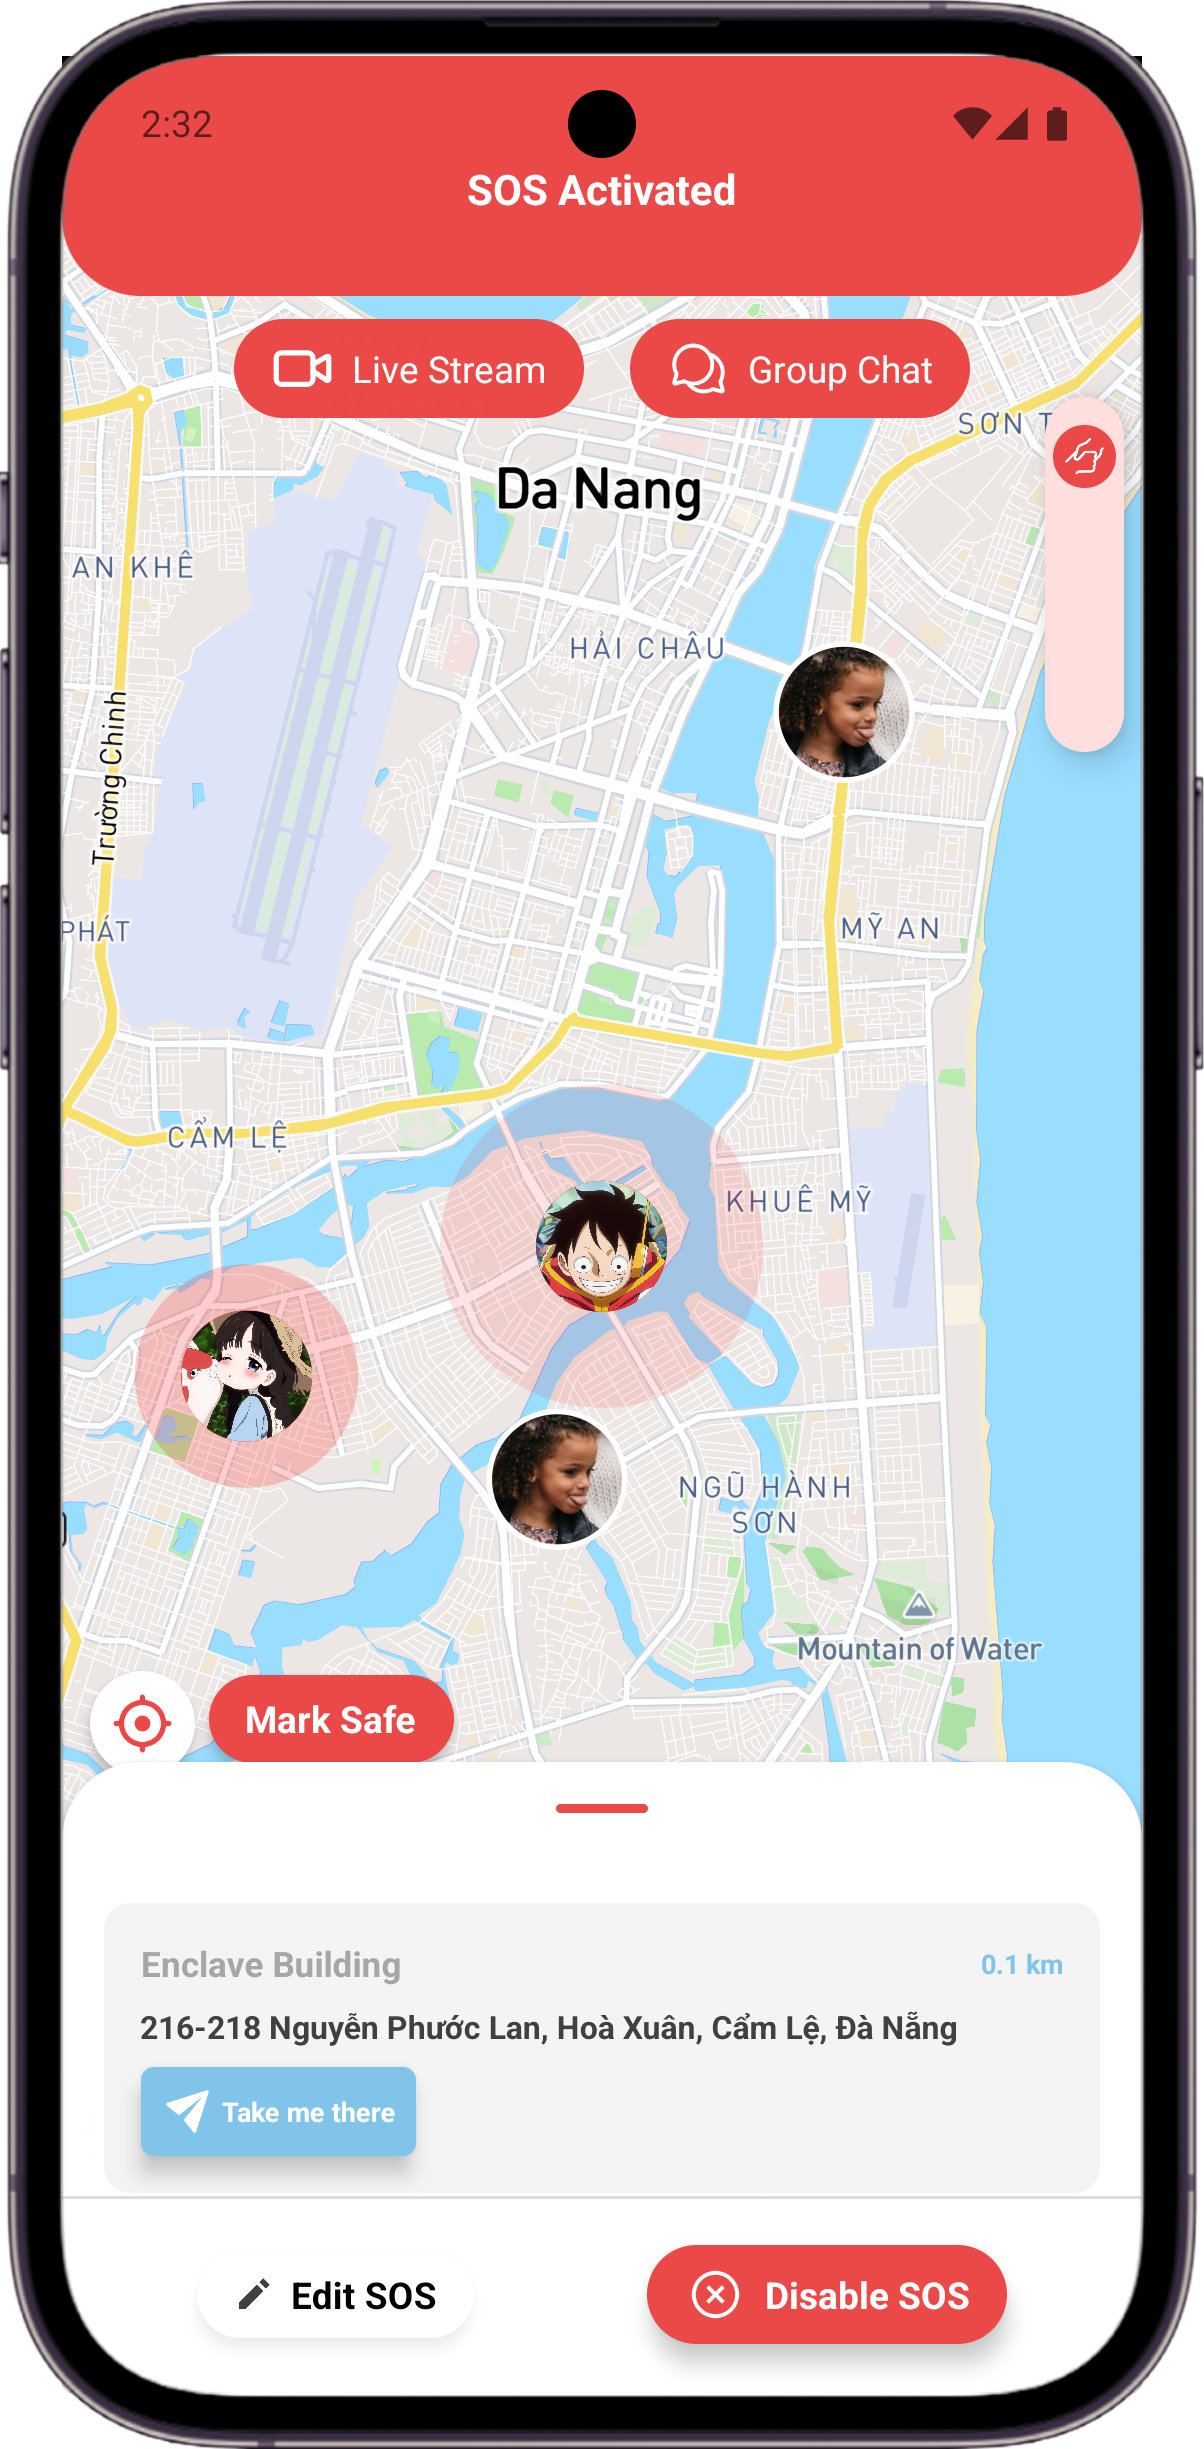 2:32
SOS Activated
Live Stream
Group Chat
SƠN T
Da Nang
AN KHÊ
HẢI CHÂU
Trường Chinh
PHÁT
MỸ AN
CẨM LỆ
KHUÊ MỸ
NGŨ HÀNH
SƠN
Mountain of Water
Mark Safe
Enclave Building
0.1 km
216-218 Nguyễn Phước Lan, Hoà Xuân, Cẩm Lệ, Đà Nẵng
Take me there
Edit SOS
Disable SOS